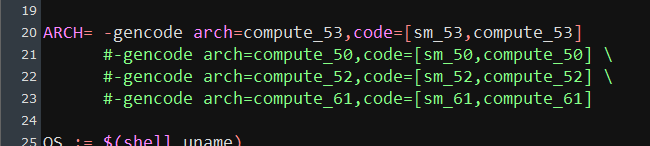 19
20 ARCH= -gencode arch=compute_53,code=[sm_53,compute_53]
21 #-gencode arch=compute_50,code=[sm_50,compute_50] \
22 #-gencode arch=compute_52,code=[sm_52,compute_52] \
23 #-gencode arch=compute_61,code=[sm_61,compute_61]
24
25 OS := $(shell uname)